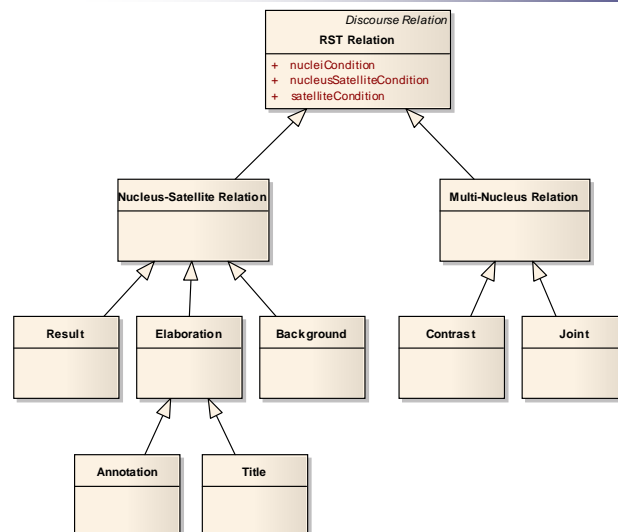 Discourse Relation
RST Relation
+ nucleiCondition
+ nucleusSatelliteCondition
+ satelliteCondition
Nucleus-Satellite Relation
Multi-Nucleus Relation
Result
Elaboration
Background
Contrast
Joint
Annotation
Title